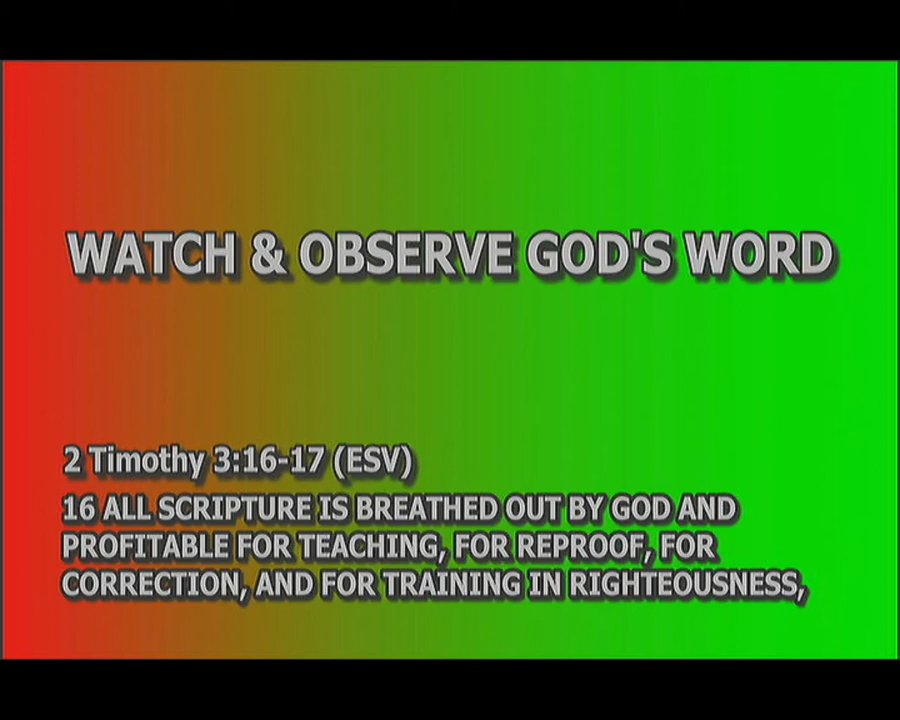 WATCH & OBSERVE GOD'S WORD
2 Timothy 3:16-17 (ESV)
16 ALL SCRIPTURE IS BREATHED OUT BY GOD AND
PROFITABLE FOR TEACHING, FOR REPROOF, FOR
CORRECTION, AND FOR TRAINING IN RIGHTEOUSNESS,